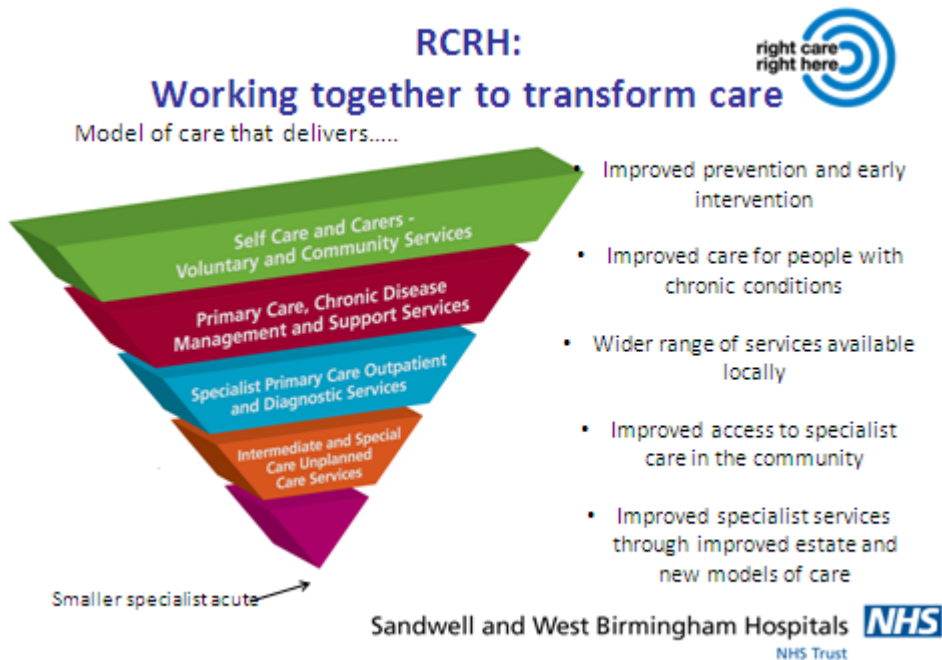 RCRH:
Working together to transform care
right care
right here
Model of care that delivers.....
Self Care and Carers -
Voluntary and Community Services
Primary Care, Chronic Disease
Management and Support Services
Specialist Primary Care Outpatient
and Diagnostic Services
Intermediate and Special
Care Unplanned
Care Services
Smaller specialist acute
• Improved prevention and early
intervention
• Improved care for people with
chronic conditions
• Wider range of services available
locally
• Improved access to specialist
care in the community
• Improved specialist services
through improved estate and
new models of care
Sandwell and West Birmingham Hospitals NHS
NHS Trust